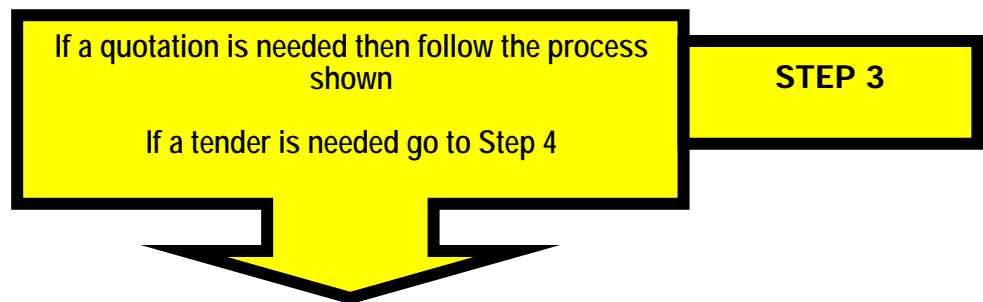 If a quotation is needed then follow the process
shown
If a tender is needed go to Step 4
STEP 3